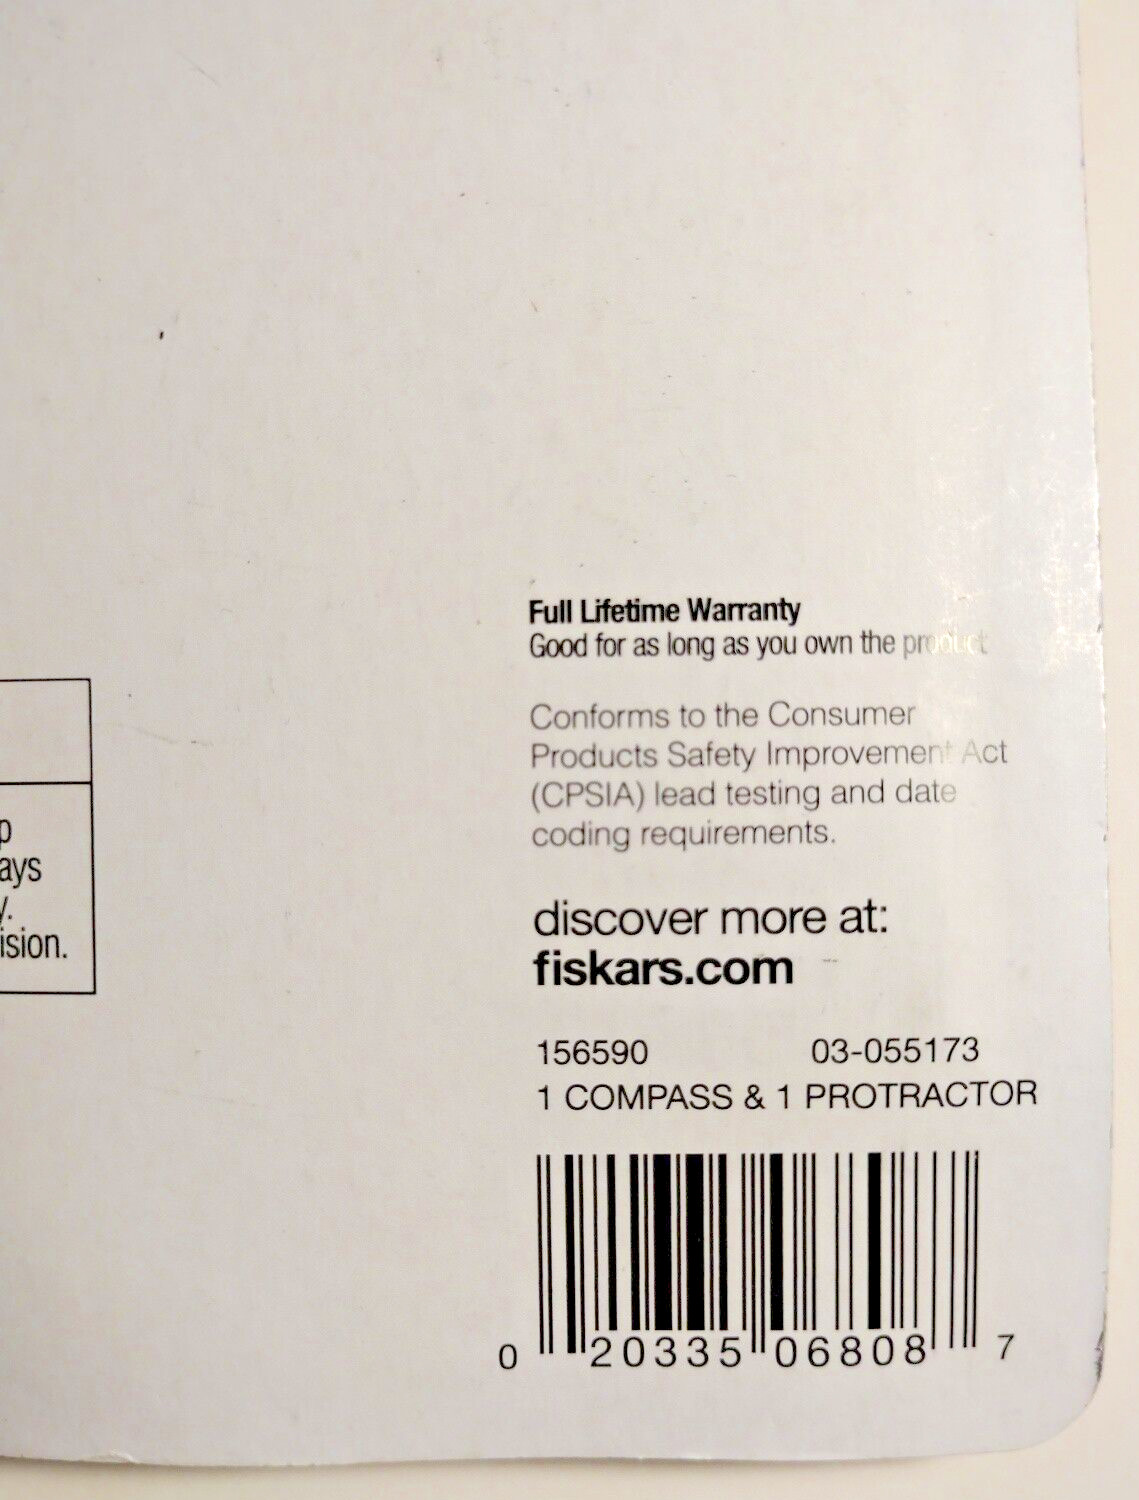 Full Lifetime Warranty
Good for as long as you own the product
Conforms to the Consumer
Products Safety Improvement Act
(CPSIA) lead testing and date
coding requirements.
discover more at:
fiskars.com
156590 03-055173
1 COMPASS & 1 PROTRACTOR
0 20335 06808 7